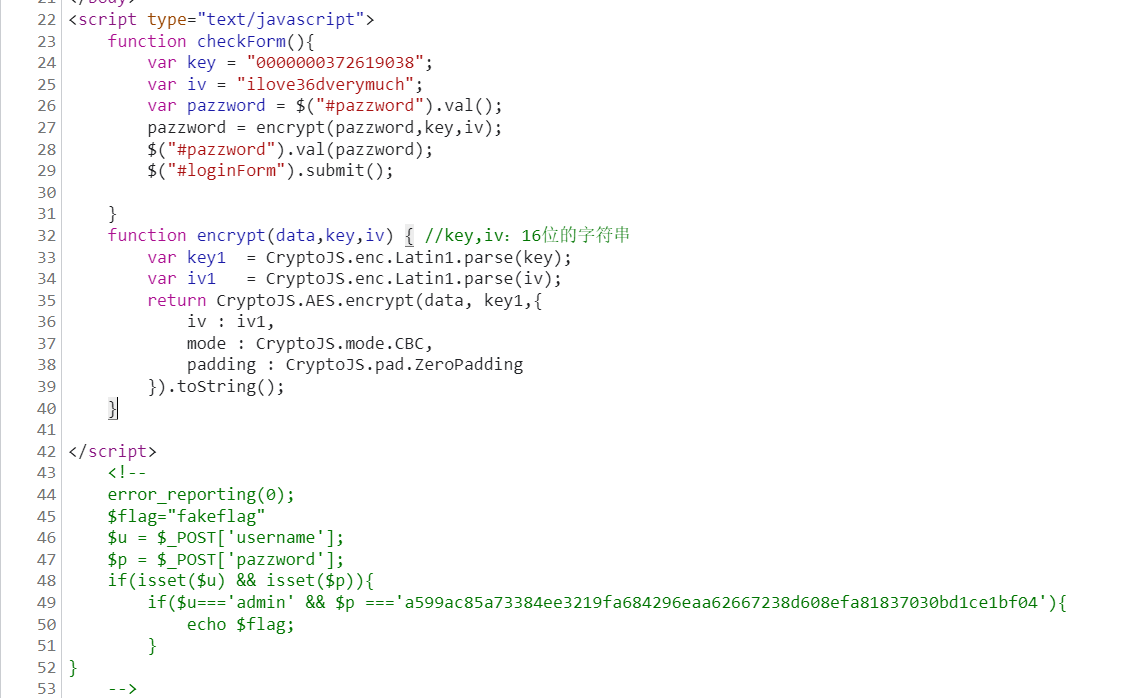 21 </body>
22 <script type="text/javascript">
23 function checkForm(){
24 var key = "0000000372619038";
25 var iv = "ilove36dverymuch";
26 var pazzword = $("#pazzword").val();
27 pazzword = encrypt(pazzword,key,iv);
28 $("#pazzword").val(pazzword);
29 $("#loginForm").submit();
30
31 }
32 function encrypt(data,key,iv) { //key,iv：16位的字符串
33 var key1  = CryptoJS.enc.Latin1.parse(key);
34 var iv1   = CryptoJS.enc.Latin1.parse(iv);
35 return CryptoJS.AES.encrypt(data, key1,{
36 iv : iv1,
37 mode : CryptoJS.mode.CBC,
38 padding : CryptoJS.pad.ZeroPadding
39 }).toString();
40 }
41
42 </script>
43 <!--
44 error_reporting(0);
45 $flag="fakeflag"
46 $u = $_POST['username'];
47 $p = $_POST['pazzword'];
48 if(isset($u) && isset($p)){
49 if($u==='admin' && $p ==='a599ac85a73384ee3219fa684296eaa62667238d608efa81837030bd1ce1bf04'){
50 echo $flag;
51 }
52 }
53 -->